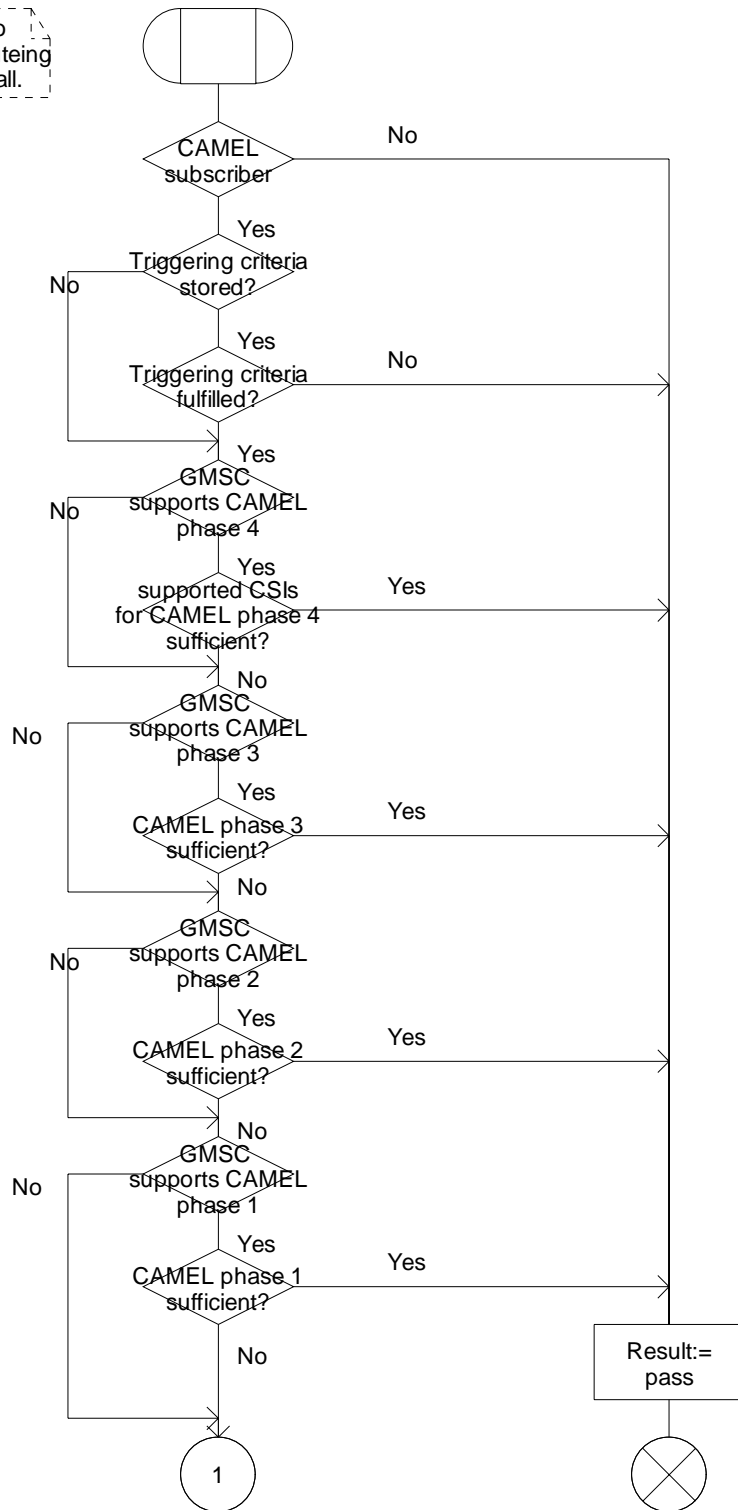 all.
CAMEL
subscriber
No
Yes
Triggering criteria
stored?
No
Yes
Triggering criteria
fulfilled?
No
Yes
GMSC
supports CAMEL
phase 4
No
Yes
supported CSIs
for CAMEL phase 4
sufficient?
Yes
No
GMSC
supports CAMEL
phase 3
No
Yes
CAMEL phase 3
sufficient?
Yes
No
GMSC
supports CAMEL
phase 2
No
Yes
CAMEL phase 2
sufficient?
Yes
No
GMSC
supports CAMEL
phase 1
No
Yes
CAMEL phase 1
sufficient?
Yes
No
Result:=
pass
1